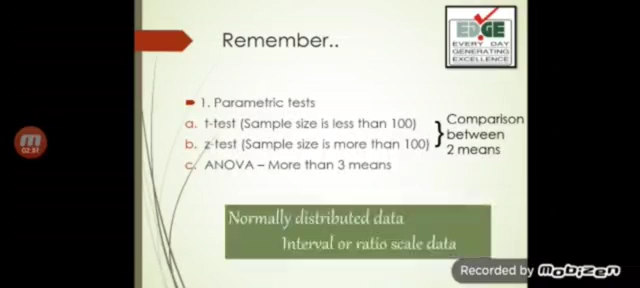 Remember..
EDGE
EVERY DAY
GENERATING
EXCELLENCE
1. Parametric tests
a. t-test (Sample size is less than 100)
b. z-test (Sample size is more than 100)
Comparison
between
2 means
c. ANOVA – More than 3 means
Normally distributed data
Interval or ratio scale data
Recorded by mobizen